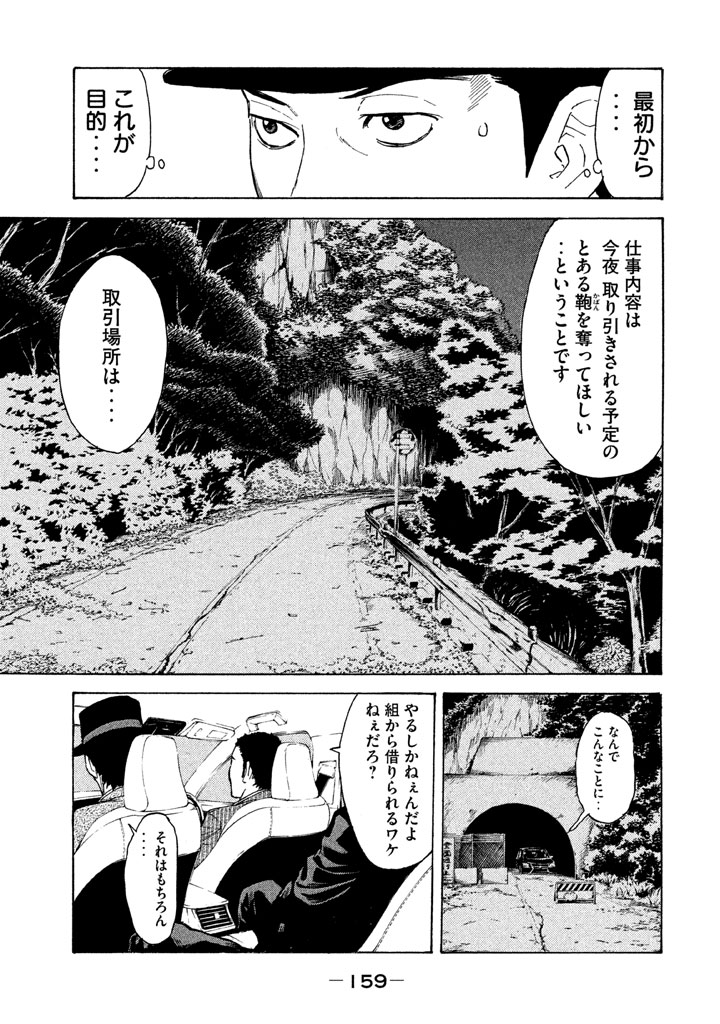 最初から
‥‥
これが
目的‥‥
仕事内容は
今夜 取り引きされる予定の
とある鞄を奪ってほしい
かばん
‥ということです
取引場所は‥‥
なんで
こんなことに‥
やるしかねぇんだよ
組から借りられるワケ
ねぇだろ?
‥‥
それはもちろん
—159—